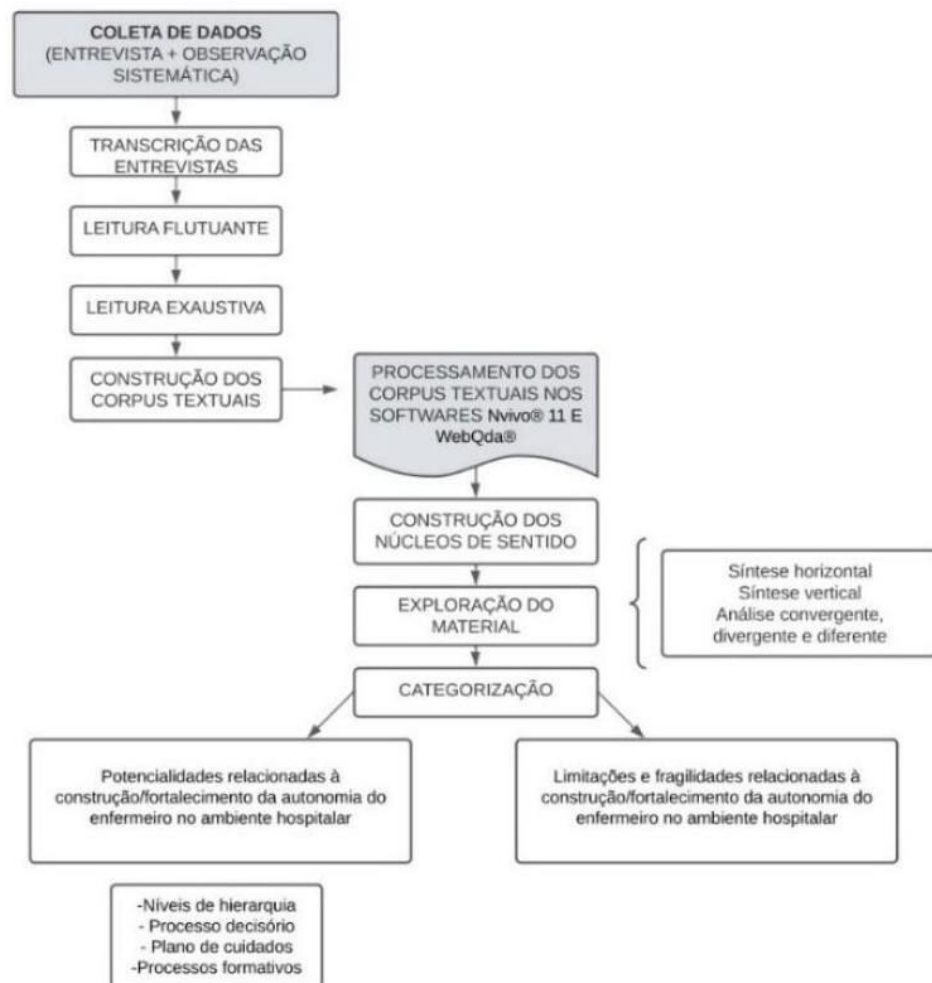 COLETA DE DADOS
(ENTREVISTA + OBSERVAÇÃO
SISTEMÁTICA)
TRANSCRIÇÃO DAS
ENTREVISTAS
LEITURA FLUTUANTE
LEITURA EXAUSTIVA
CONSTRUÇÃO DOS
CORPUS TEXTUAIS
PROCESSAMENTO DOS
CORPUS TEXTUAIS NOS
SOFTWARES Nvivo® 11 E
WebQda®
CONSTRUÇÃO DOS
NÚCLEOS DE SENTIDO
EXPLORAÇÃO DO
MATERIAL
Síntese horizontal
Síntese vertical
Análise convergente,
divergente e diferente
CATEGORIZAÇÃO
Potencialidades relacionadas à
construção/fortalecimento da autonomia do
enfermeiro no ambiente hospitalar
Limitações e fragilidades relacionadas à
construção/fortalecimento da autonomia do
enfermeiro no ambiente hospitalar
-Níveis de hierarquia
- Processo decisório
- Plano de cuidados
-Processos formativos